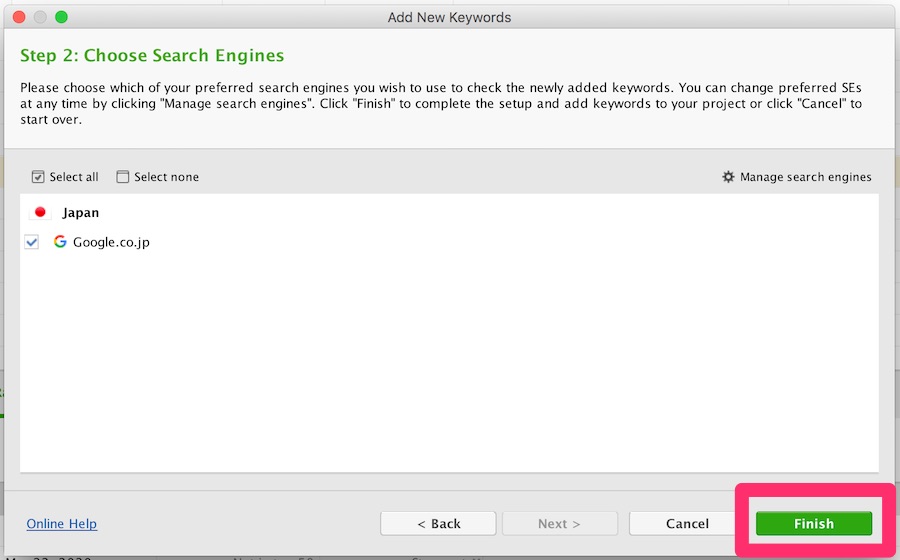 Add New Keywords
Step 2: Choose Search Engines
Please choose which of your preferred search engines you wish to use to check the newly added keywords. You can change preferred SEs
at any time by clicking "Manage search engines". Click "Finish" to complete the setup and add keywords to your project or click "Cancel" to
start over.
Select all Select none Manage search engines
Japan
Google.co.jp
Online Help < Back Next > Cancel Finish